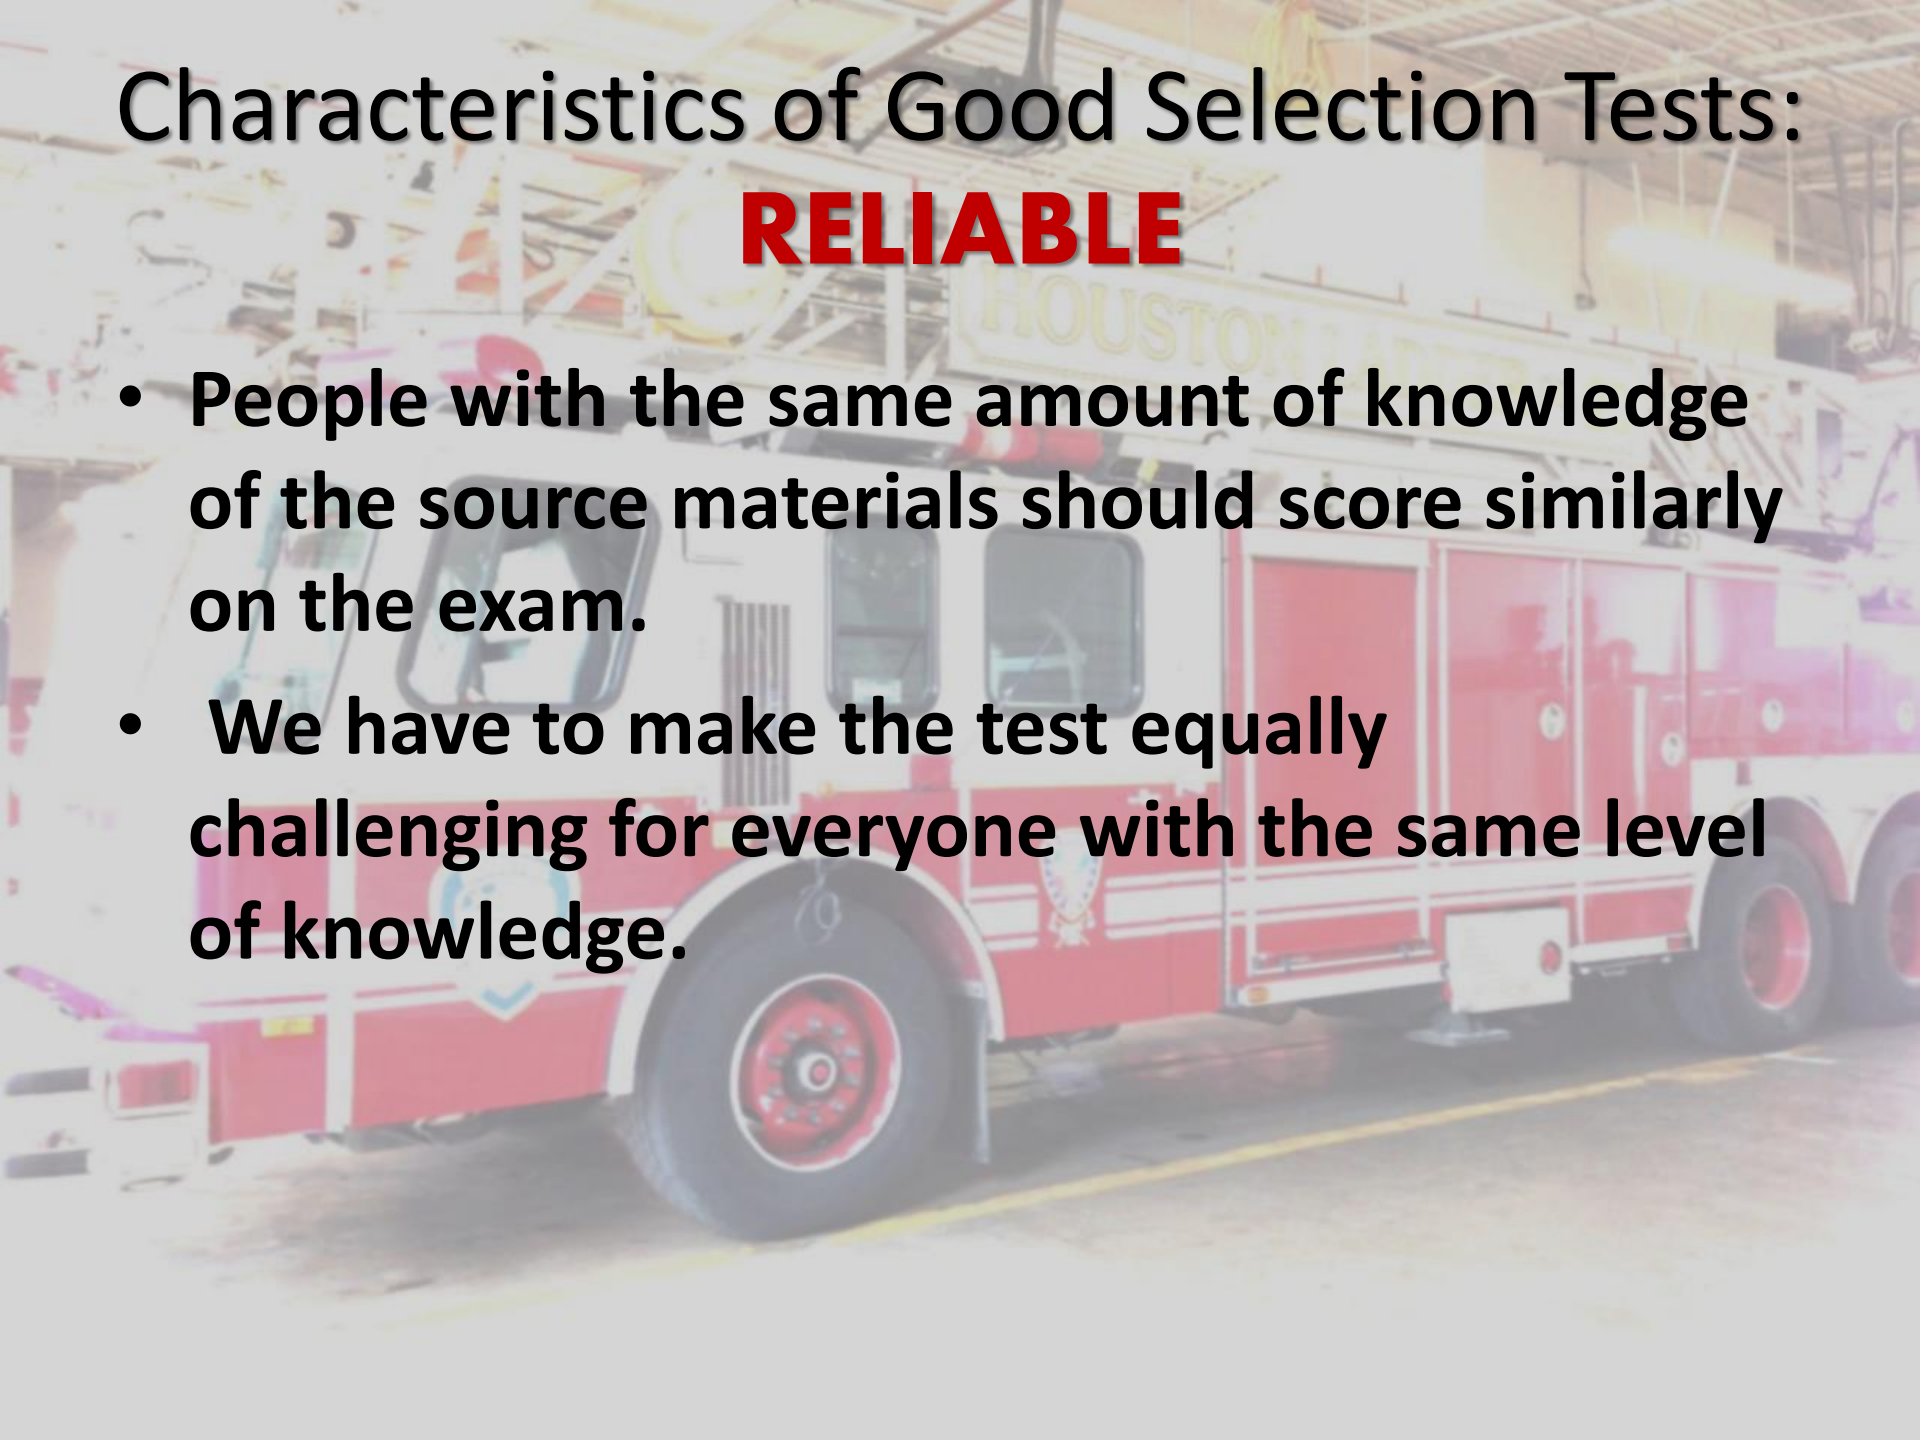 Characteristics of Good Selection Tests:
RELIABLE
HOUSTON LADDER
• People with the same amount of knowledge
of the source materials should score similarly
on the exam.
• We have to make the test equally
challenging for everyone with the same level
of knowledge.